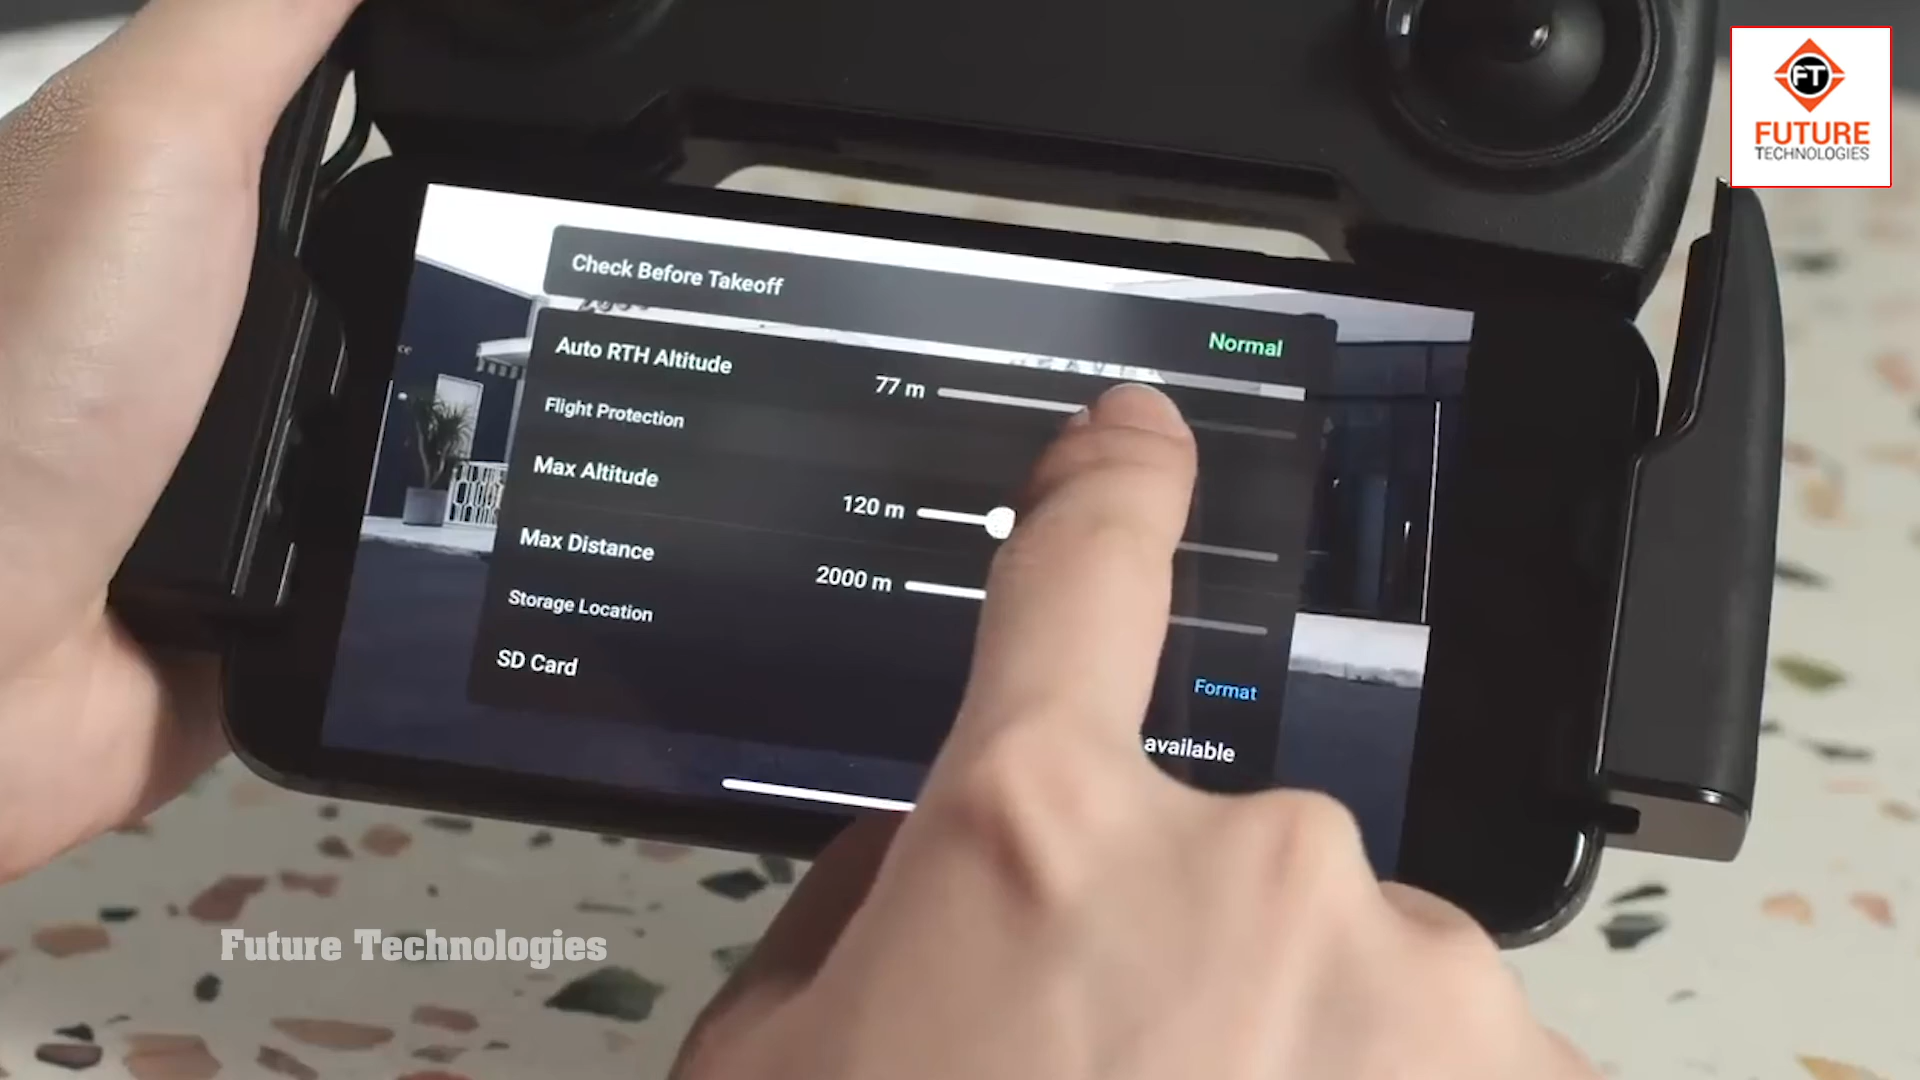 FT
FUTURE
TECHNOLOGIES
Check Before Takeoff
Normal
Auto RTH Altitude
77 m
Flight Protection
Max Altitude
120 m
Max Distance
2000 m
Storage Location
SD Card
Format
available
Future Technologies